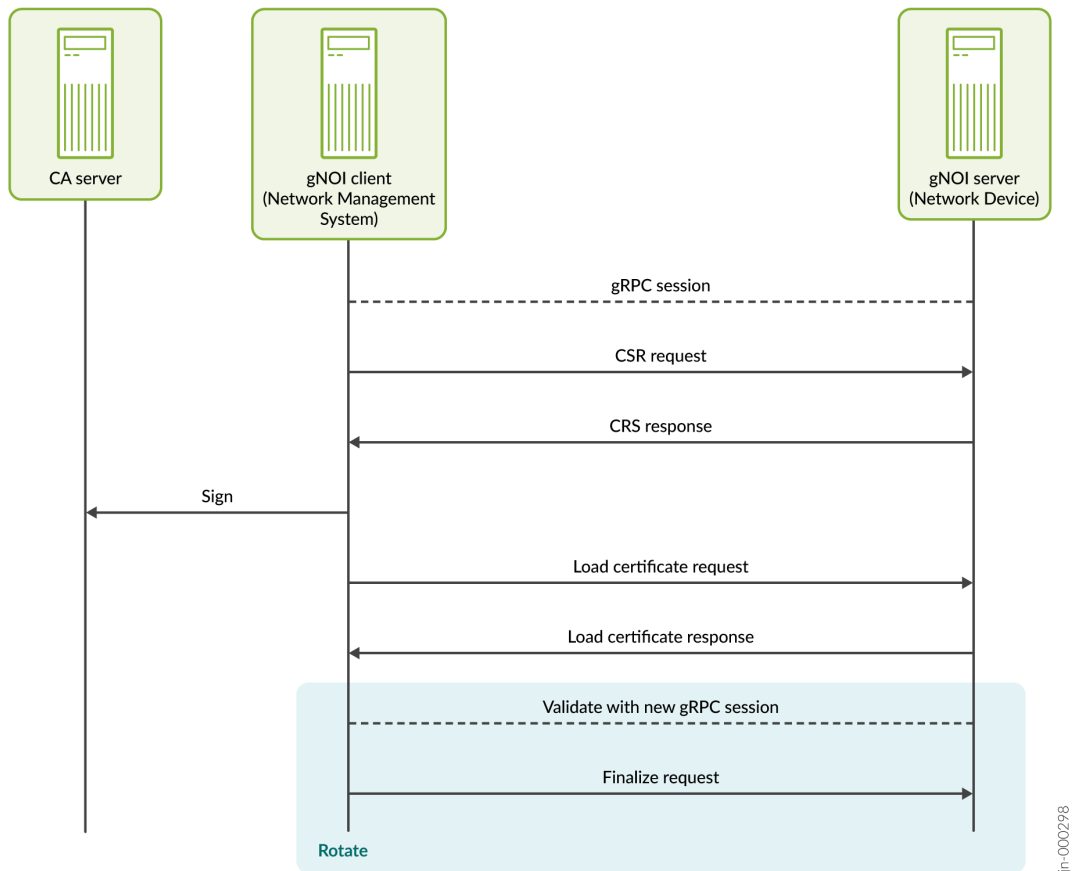 CA server
gNOI client
(Network Management
System)
gNOI server
(Network Device)
gRPC session
CSR request
CRS response
Sign
Load certificate request
Load certificate response
Validate with new gRPC session
Finalize request
Rotate
jn-000298